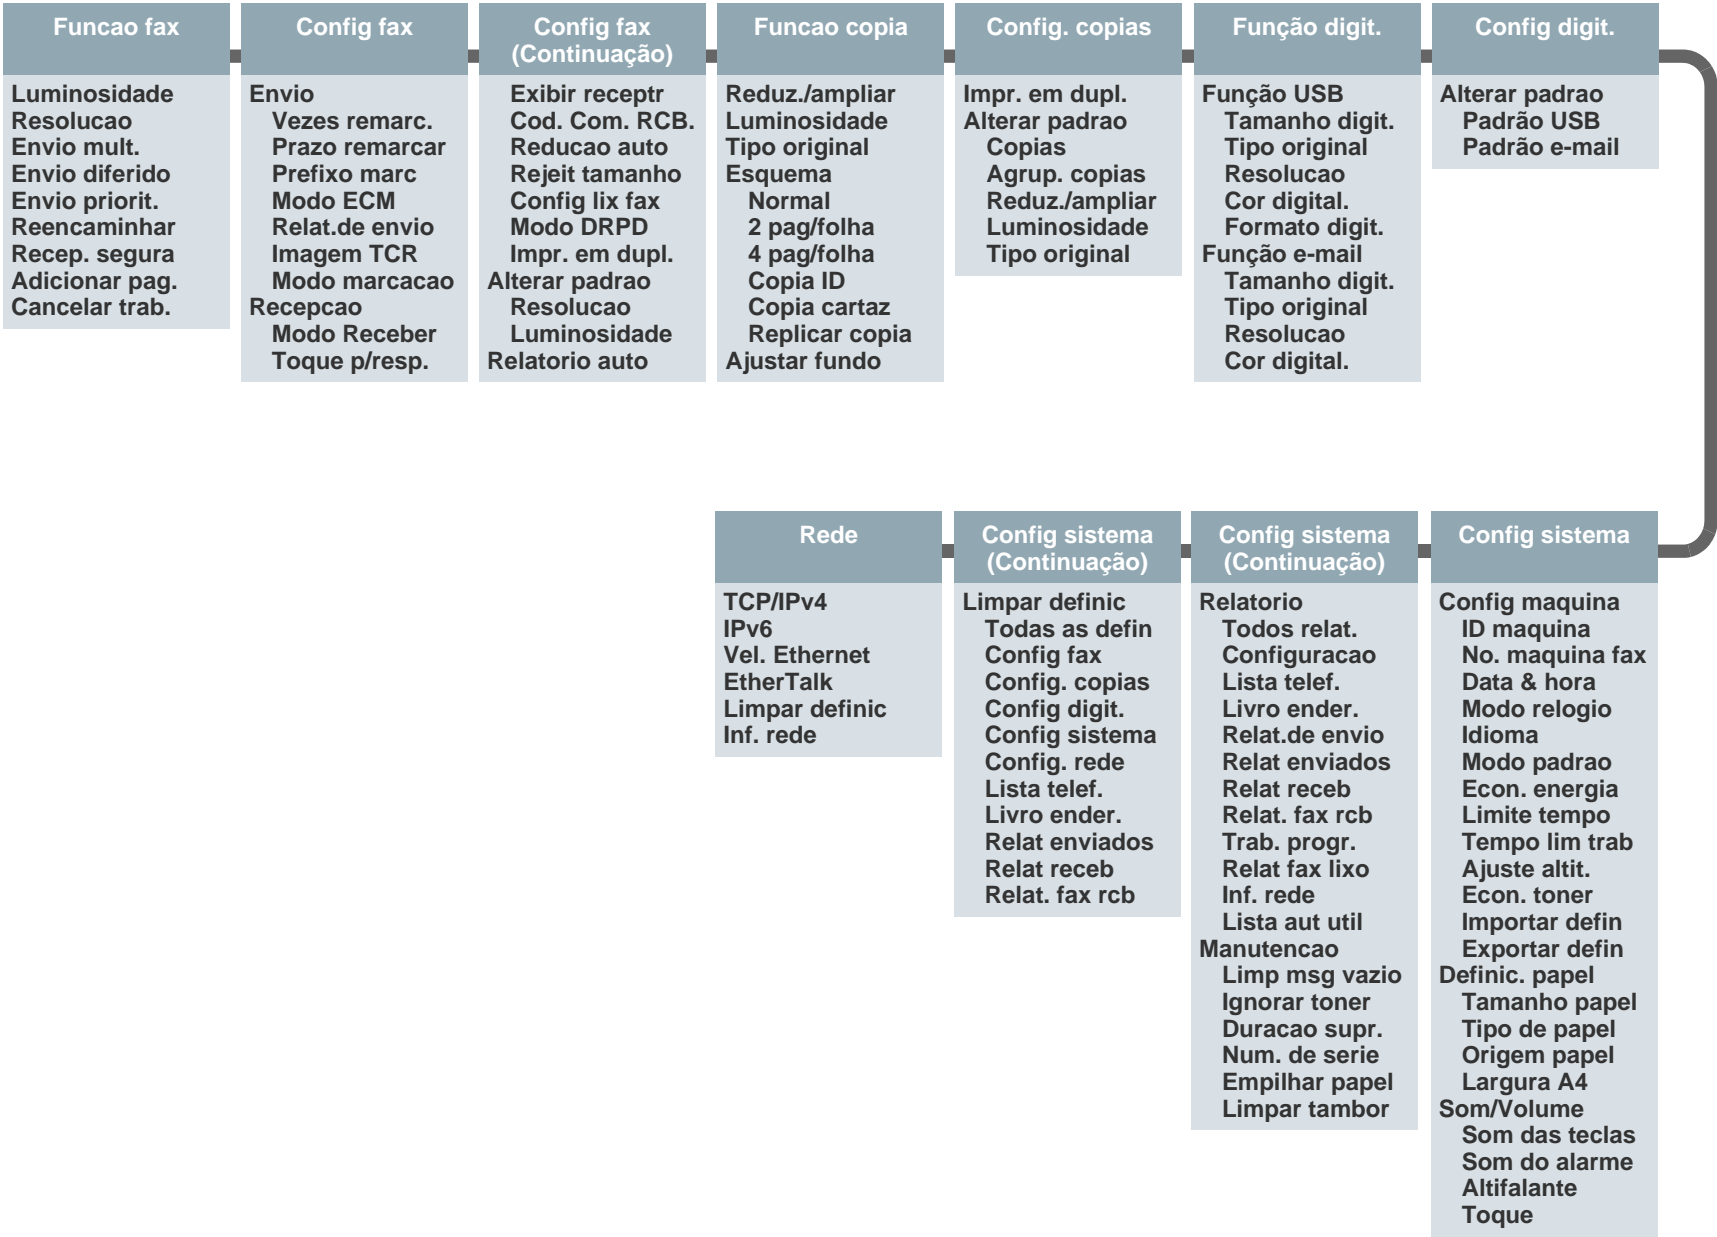 Funcao fax
Luminosidade
Resolucao
Envio mult.
Envio diferido
Envio priorit.
Reencaminhar
Recep. segura
Adicionar pag.
Cancelar trab.
Config fax
Envio
Vezes remarc.
Prazo remarcar
Prefixo marc
Modo ECM
Relat.de envio
Imagem TCR
Modo marcacao
Recepcao
Modo Receber
Toque p/resp.
Config fax
(Continuação)
Exibir receptr
Cod. Com. RCB.
Reducao auto
Rejeit tamanho
Config lix fax
Modo DRPD
Impr. em dupl.
Alterar padrao
Resolucao
Luminosidade
Relatorio auto
Funcao copia
Reduz./ampliar
Luminosidade
Tipo original
Esquema
Normal
2 pag/folha
4 pag/folha
Copia ID
Copia cartaz
Replicar copia
Ajustar fundo
Config. copias
Impr. em dupl.
Alterar padrao
Copias
Agrup. copias
Reduz./ampliar
Luminosidade
Tipo original
Função digit.
Função USB
Tamanho digit.
Tipo original
Resolucao
Cor digital.
Formato digit.
Função e-mail
Tamanho digit.
Tipo original
Resolucao
Cor digital.
Config digit.
Alterar padrao
Padrão USB
Padrão e-mail
Rede
TCP/IPv4
IPv6
Vel. Ethernet
EtherTalk
Limpar definic
Inf. rede
Config sistema
(Continuação)
Limpar definic
Todas as defin
Config fax
Config. copias
Config digit.
Config sistema
Config. rede
Lista telef.
Livro ender.
Relat enviados
Relat receb
Relat. fax rcb
Config sistema
(Continuação)
Relatorio
Todos relat.
Configuracao
Lista telef.
Livro ender.
Relat.de envio
Relat enviados
Relat receb
Relat. fax rcb
Trab. progr.
Relat fax lixo
Inf. rede
Lista aut util
Manutencao
Limp msg vazio
Ignorar toner
Duracao supr.
Num. de serie
Empilhar papel
Limpar tambor
Config sistema
Config maquina
ID maquina
No. maquina fax
Data & hora
Modo relogio
Idioma
Modo padrao
Econ. energia
Limite tempo
Tempo lim trab
Ajuste altit.
Econ. toner
Importar defin
Exportar defin
Definic. papel
Tamanho papel
Tipo de papel
Origem papel
Largura A4
Som/Volume
Som das teclas
Som do alarme
Altifalante
Toque